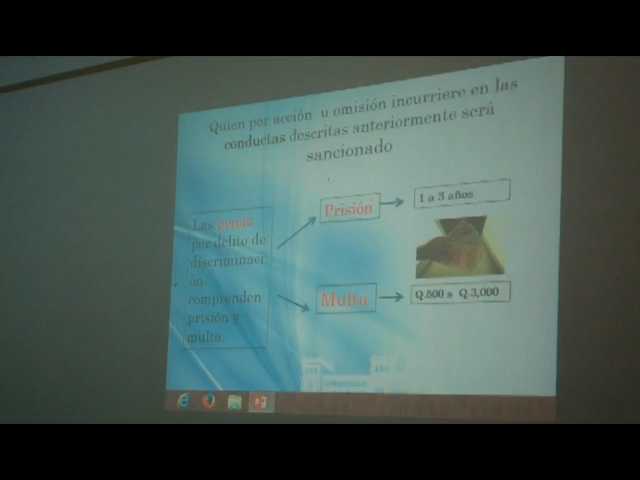 Quien por acción u omisión incurriere en las
conductas descritas anteriormente será
sancionado
Las penas
por delito de
discriminaci
ón
comprenden
prisión y
multa.
Prisión
1 a 3 años
Multa
Q.500 a Q.3,000